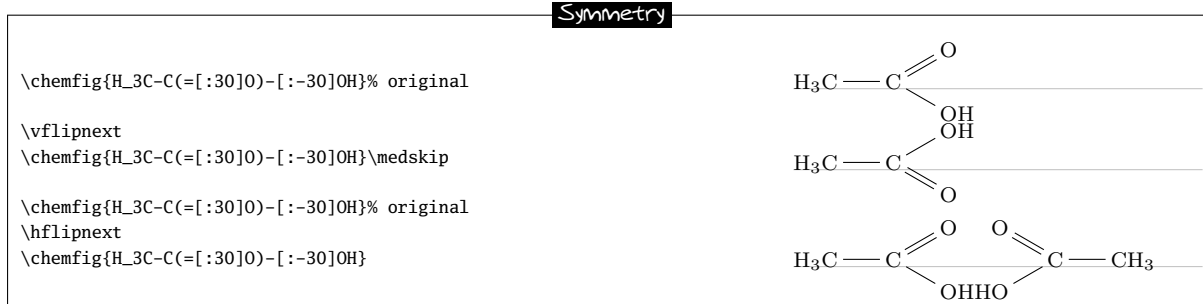 Symmetry
\chemfig{H_3C-C(=[:30]O)-[:-30]OH}% original
\vflipnext
\chemfig{H_3C-C(=[:30]O)-[:-30]OH}\medskip
\chemfig{H_3C-C(=[:30]O)-[:-30]OH}% original
\hflipnext
\chemfig{H_3C-C(=[:30]O)-[:-30]OH}
O
H₃C C
OH
OH
H₃C C
O
O O
H₃C C C CH₃
OHHO